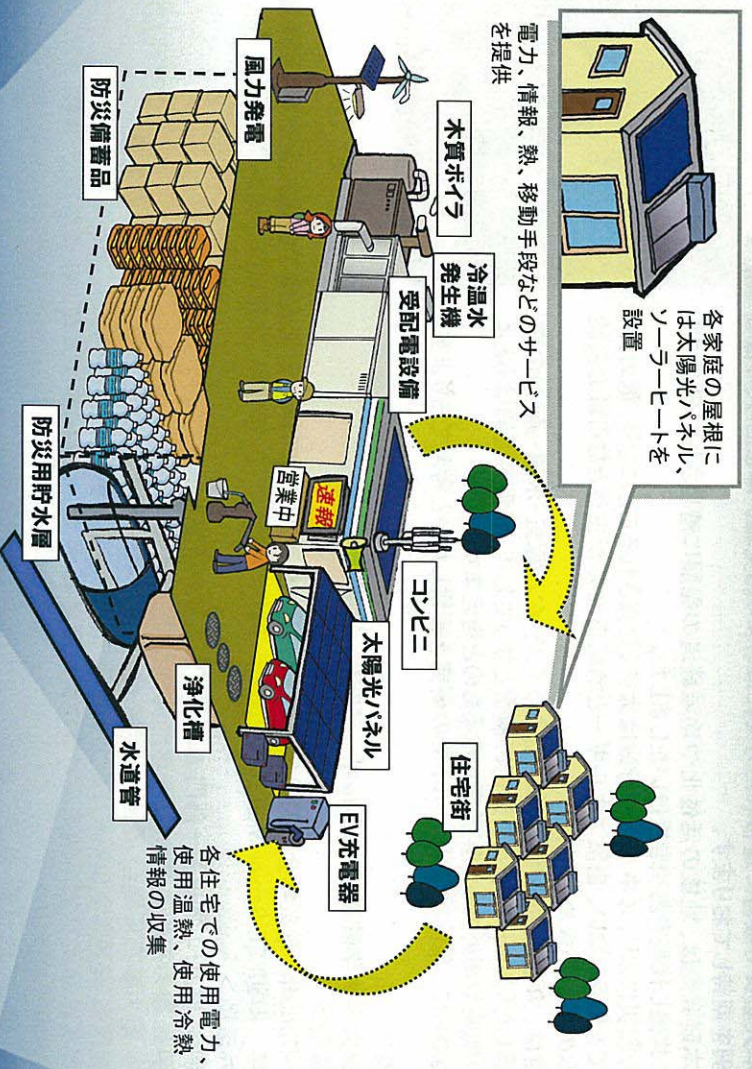 各家庭の屋根に
は太陽光パネル、
ソーラーヒートを
設置
電力、情報、熱、移動手段などのサービス
を提供
木質ボイラ
冷温水
発生機
受配電設備
コンビニ
住宅街
風力発電
速報
営業中
太陽光パネル
EV充電器
防災備蓄品
防災用貯水層
浄化槽
水道管
各住宅での使用電力、
使用温熱、使用冷熱
情報の収集